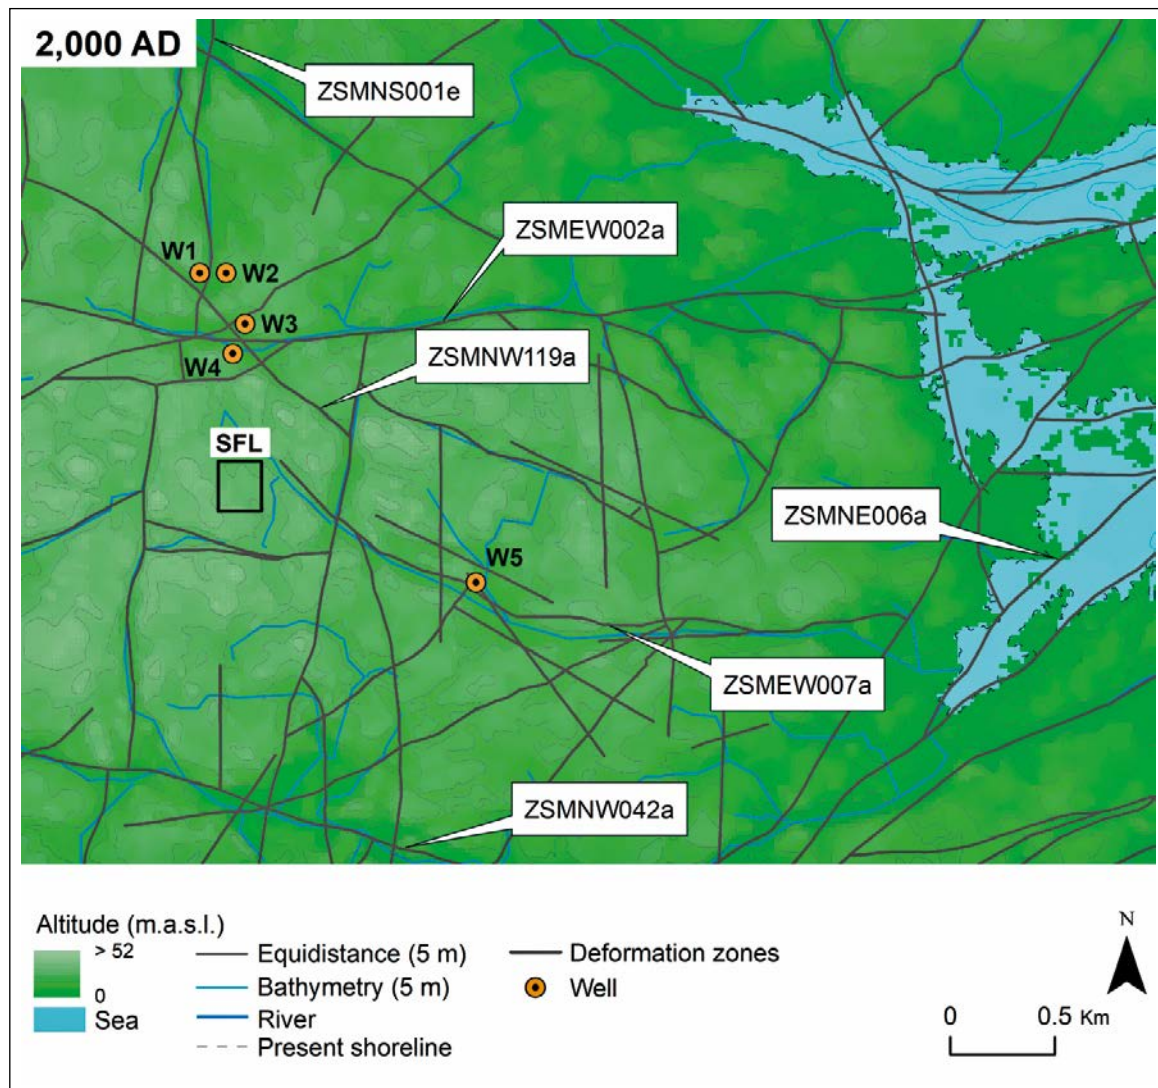 2,000 AD
ZSMNS001e
ZSMEW002a
W1
W2
W3
ZSMNW119a
W4
SFL
ZSMNE006a
W5
ZSMEW007a
ZSMNW042a
Altitude (m.a.s.l.)
> 52
0
Sea
Equidistance (5 m)
Bathymetry (5 m)
River
Present shoreline
Deformation zones
Well
N
0 0.5 Km